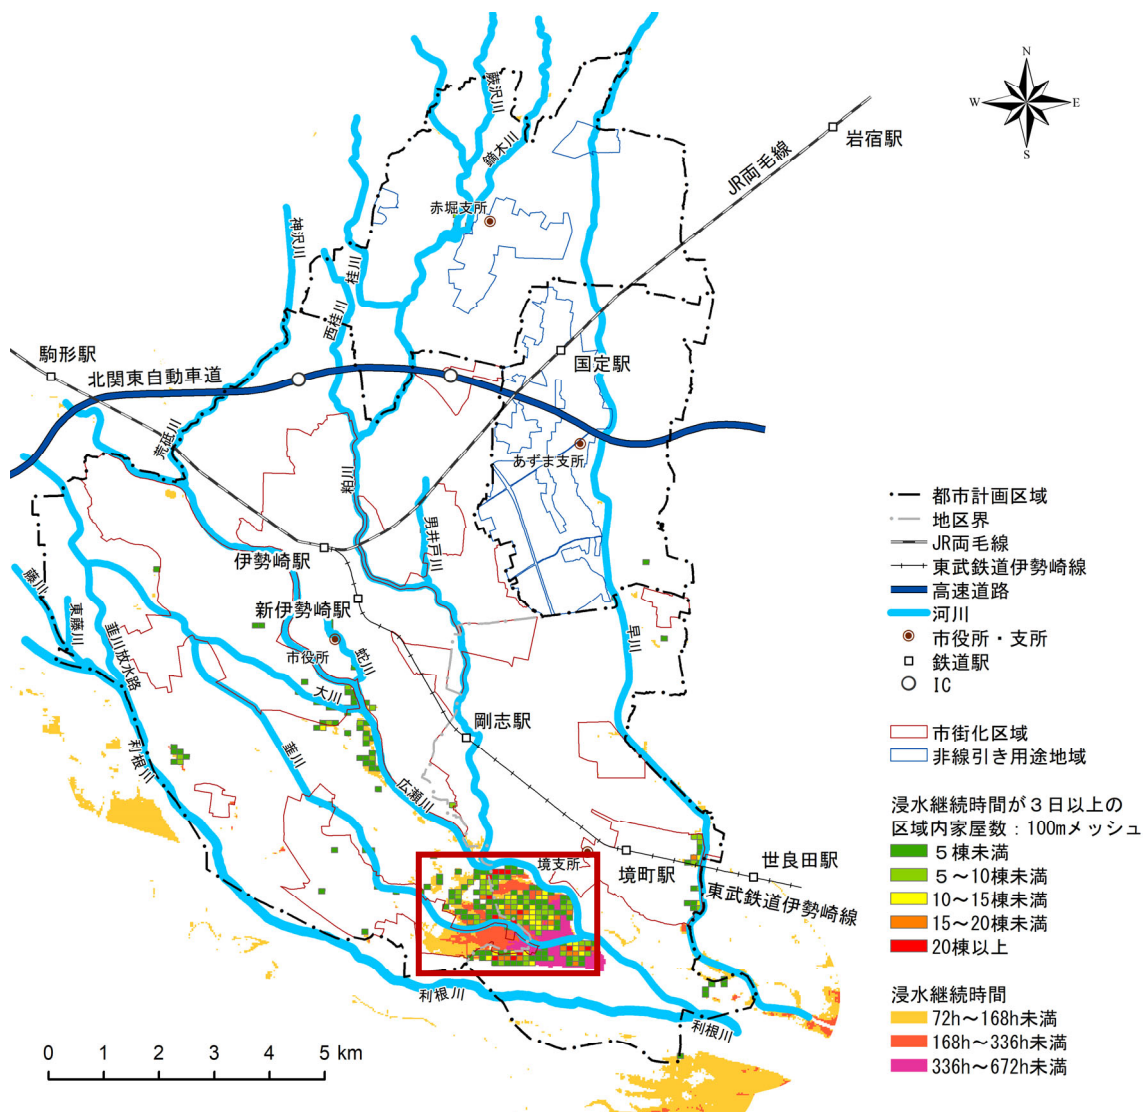 N
W
E
S
蕨沢川
鏑木川
岩宿駅
JR両毛線
赤堀支所
神沢川
桂川
西桂川
駒形駅
北関東自動車道
国定駅
荒砥川
粕川
あずま支所
男井戸川
伊勢崎駅
新伊勢崎駅
藤川
東藤川
韮川放水路
市役所
蛇川
大川
早川
剛志駅
利根川
韮川
広瀬川
境支所
境町駅
世良田駅
東武鉄道伊勢崎線
利根川
利根川
0 1 2 3 4 5 km
都市計画区域
地区界
JR両毛線
東武鉄道伊勢崎線
高速道路
河川
市役所・支所
鉄道駅
IC
市街化区域
非線引き用途地域
浸水継続時間が３日以上の
区域内家屋数：100mメッシュ
５棟未満
５～10棟未満
10～15棟未満
15～20棟未満
20棟以上
浸水継続時間
72h～168h未満
168h～336h未満
336h～672h未満